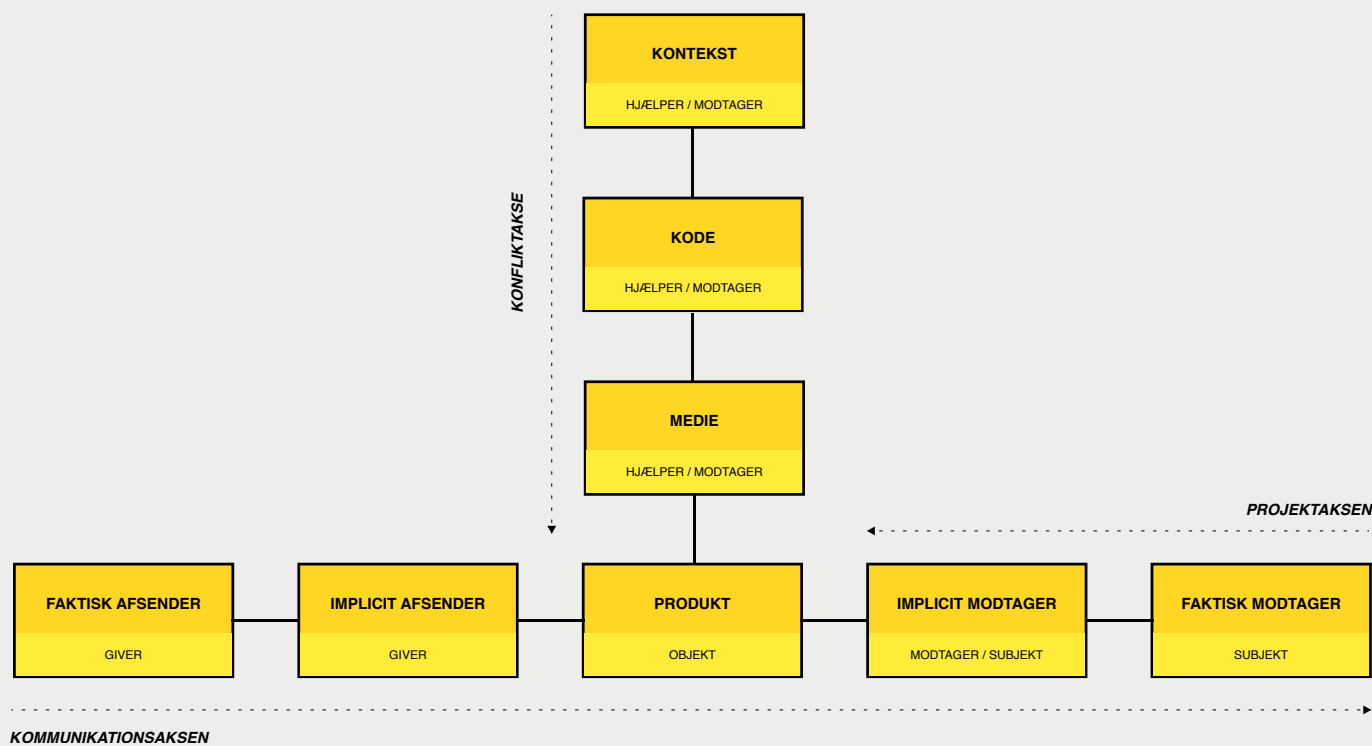 KONTEKST
HJÆLPER / MODTAGER
KONFLIKTAKSE
KODE
HJÆLPER / MODTAGER
MEDIE
HJÆLPER / MODTAGER
PROJEKTAKSEN
FAKTISK AFSENDER
GIVER
IMPLICIT AFSENDER
GIVER
PRODUKT
OBJEKT
IMPLICIT MODTAGER
MODTAGER / SUBJEKT
FAKTISK MODTAGER
SUBJEKT
KOMMUNIKATIONSAKSEN